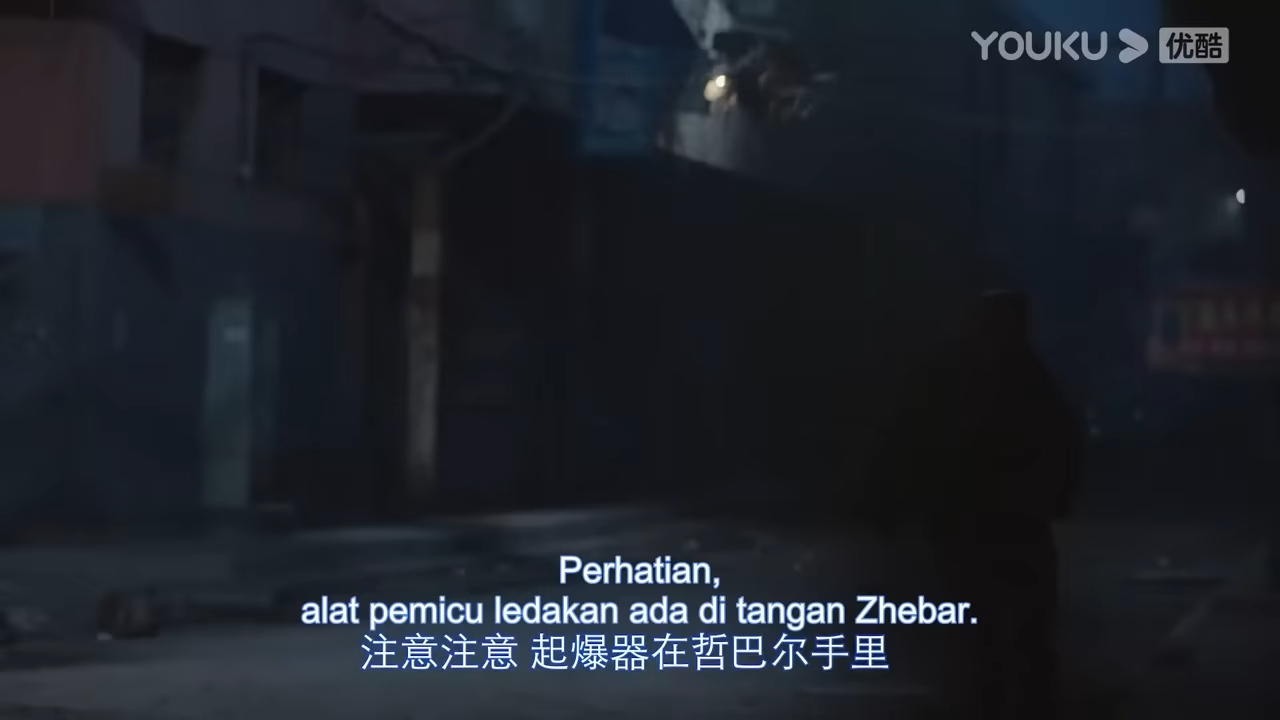 YOUKU 优酷
Perhatian,
alat pemicu ledakan ada di tangan Zhebar.
注意注意 起爆器在哲巴尔手里